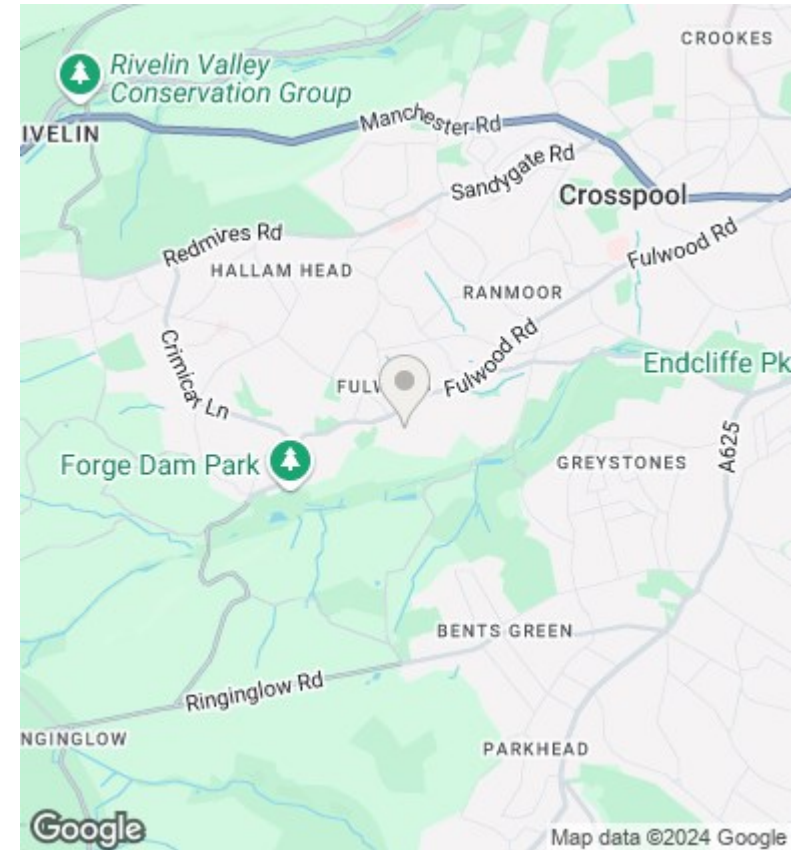 CROOKES
Rivelin Valley
Conservation Group
IVELIN
Manchester Rd
Sandygate Rd
Crosspool
Redmires Rd
Fulwood Rd
HALLAM HEAD
RANMOOR
Crimicar Ln
Fulwood Rd
Endcliffe Pk
FULW
Forge Dam Park
GREYSTONES
A625
BENTS GREEN
Ringinglow Rd
NGINGLOW
PARKHEAD
Google
Map data ©2024 Google